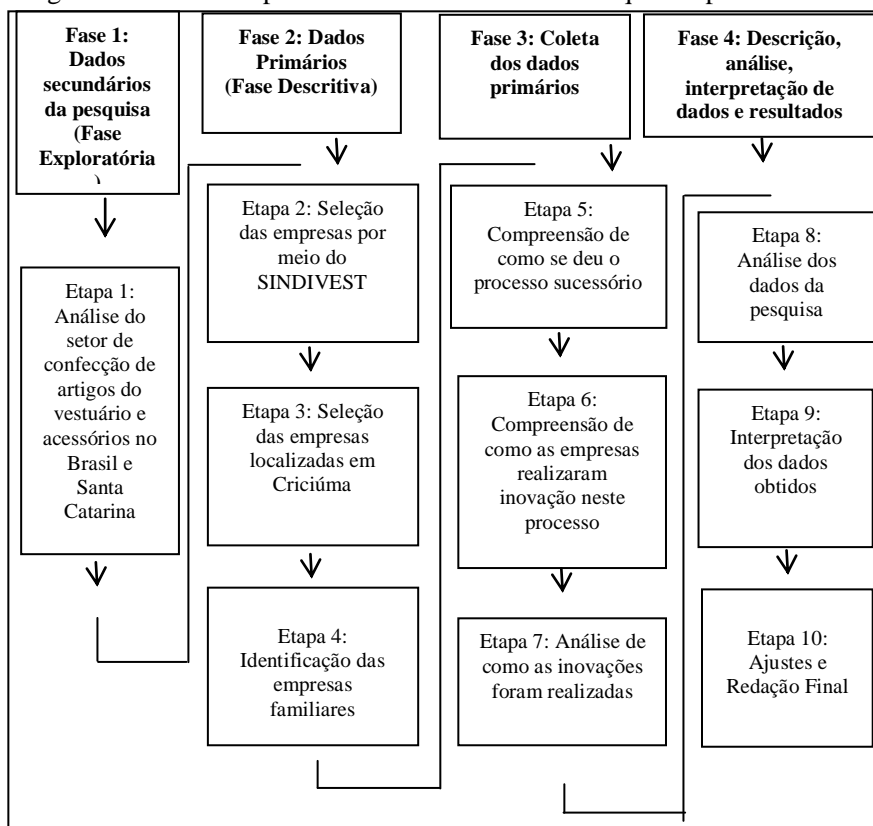 Fase 1:
Dados
secundários
da pesquisa
(Fase
Exploratória
)
Etapa 1:
Análise do
setor de
confecção de
artigos do
vestuário e
acessórios no
Brasil e
Santa
Catarina
Fase 2: Dados
Primários
(Fase Descritiva)
Etapa 2: Seleção
das empresas por
meio do
SINDIVEST
Etapa 3: Seleção
das empresas
localizadas em
Criciúma
Etapa 4:
Identificação das
empresas
familiares
Fase 3: Coleta
dos dados
primários
Etapa 5:
Compreensão de
como se deu o
processo sucessório
Etapa 6:
Compreensão de
como as empresas
realizaram
inovação neste
processo
Etapa 7: Análise de
como as inovações
foram realizadas
Fase 4: Descrição,
análise,
interpretação de
dados e resultados
Etapa 8:
Análise dos
dados da
pesquisa
Etapa 9:
Interpretação
dos dados
obtidos
Etapa 10:
Ajustes e
Redação Final